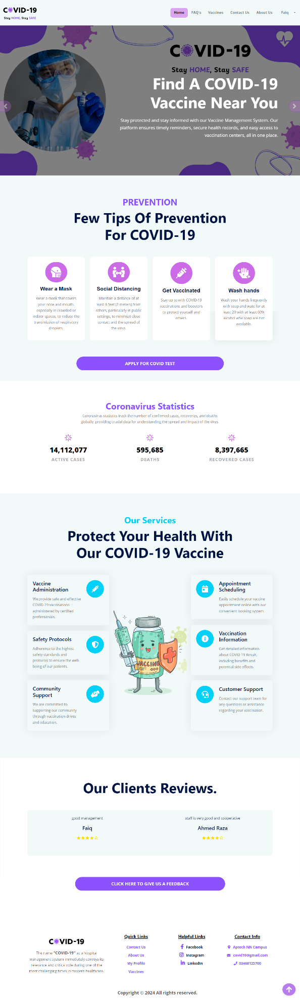 COVID-19
Stay HOME, Stay SAFE
Home
FAQ's
Vaccines
Contact Us
About Us
Faiq
COVID-19
Stay HOME, Stay SAFE
Find A COVID-19
Vaccine Near You
Stay protected and stay informed with our Vaccine Management System. Our
platform ensures timely reminders, secure health records, and easy access to
vaccination centers, all in one place.
PREVENTION
Few Tips Of Prevention
For COVID-19
Wear a Mask
Wear a mask that covers
your nose and mouth,
especially in crowded or
indoor spaces, to reduce the
transmission of respiratory
droplets.
Social Distancing
Maintain a distance of at
least 6 feet (2 meters) from
others, particularly in public
settings, to minimize close
contact and the spread of
the virus.
Get Vaccinated
Stay up to with COVID-19
vaccinations and boosters
to protect yourself and
others.
Wash hands
Wash your hands frequently
with soap and wate for at
least 20 with at least 60%
alcohol whe soap are not
available.
APPLY FOR COVID TEST
Coronavirus Statistics
Coronavirus statistics track the number of confirmed cases, recoveries, and deaths
globally, providing crucial data for understanding the spread and impact of the virus.
14,112,077
ACTIVE CASES
595,685
DEATHS
8,397,665
RECOVERED CASES
Our Services
Protect Your Health With
Our COVID-19 Vaccine
Vaccine
Administration
We provide safe and effective
COVID-19 vaccinations
administered by certified
professionals.
Safety Protocols
Adherence to the highest
safety standards and
protocols to ensure the well-
being of our patients.
Community
Support
We are committed to
supporting our community
through vaccination drives
and education.
VACCINE
Appointment
Scheduling
Easily schedule your vaccine
appointment online with our
convenient booking system.
Vaccination
Information
Get detailed information
about COVID-19 Result,
including benefits and
potential side effects.
Customer Support
Contact our support team for
any questions or assistance
regarding your vaccination.
Our Clients Reviews.
good management
Faiq
★★★★☆
staff is very good and cooperative
Ahmed Raza
★★★★☆
CLICK HERE TO GIVE US A FEEDBACK
COVID-19
The name "COVID-19" as a hospital
management system immediately conveys its
relevance and critical role during one of the
most challenging times in modern healthcare.
Quick Links
Contact Us
About Us
My Profile
Vaccines
Helpful Links
Facebook
Instagram
LinkedIn
Contact Info
Aptech NN Campus
covid19@gmail.com
03468125700
Copyright © 2024 All rights reserved.